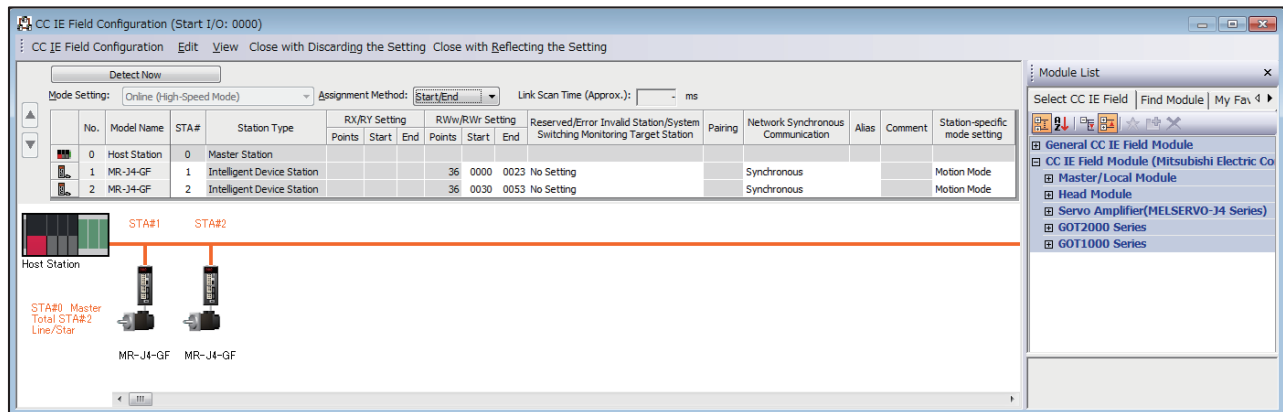 CC IE Field Configuration (Start I/O: 0000)
CC IE Field Configuration Edit View Close with Discarding the Setting Close with Reflecting the Setting
Detect Now
Mode Setting: Online (High-Speed Mode) Assignment Method: Start/End Link Scan Time (Approx.): - ms
No. Model Name STA# Station Type RX/RY Setting Points Start End RWw/RWr Setting Points Start End Reserved/Error Invalid Station/System Switching Monitoring Target Station Pairing Network Synchronous Communication Alias Comment Station-specific mode setting
0 Host Station 0 Master Station
1 MR-J4-GF 1 Intelligent Device Station 36 0000 0023 No Setting Synchronous Motion Mode
2 MR-J4-GF 2 Intelligent Device Station 36 0030 0053 No Setting Synchronous Motion Mode
STA#1 STA#2
Host Station
STA#0 Master
Total STA#:2
Line/Star
MR-J4-GF MR-J4-GF
Module List
Select CC IE Field Find Module My Fav
General CC IE Field Module
CC IE Field Module (Mitsubishi Electric Co
Master/Local Module
Head Module
Servo Amplifier(MELSERVO-J4 Series)
GOT2000 Series
GOT1000 Series